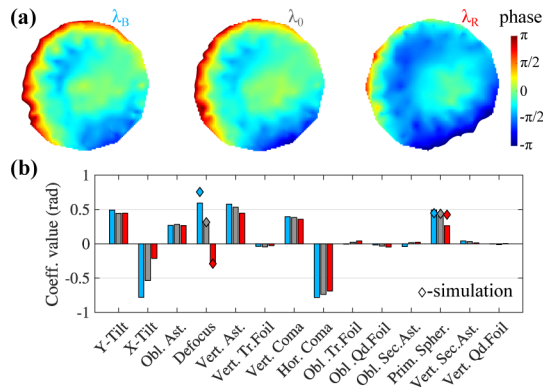 (a) λB λ0 λR phase
π
π/2
0
-π/2
-π
(b)
Coeff. value (rad)
1
0.5
0
-0.5
-1
◇-simulation
Y-Tilt
X-Tilt
Obl. Ast.
Defocus
Vert. Ast.
Vert. Tr.Foil
Vert. Coma
Hor. Coma
Obl. Tr.Foil
Obl. Qd.Foil
Obl. Sec.Ast.
Prim. Spher.
Vert. Sec.Ast.
Vert. Qd.Foil